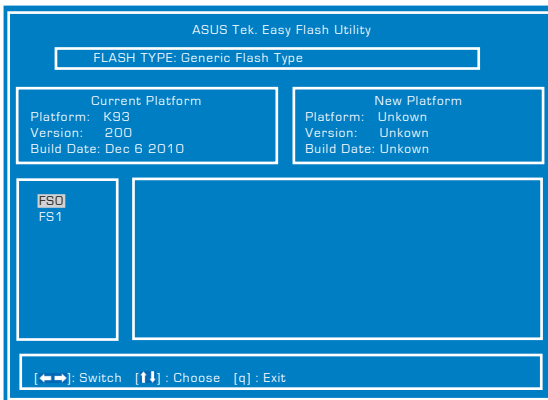 ASUS Tek. Easy Flash Utility
FLASH TYPE: Generic Flash Type
Current Platform
Platform: K93
Version: 200
Build Date: Dec 6 2010
New Platform
Platform: Unkown
Version: Unkown
Build Date: Unkown
FS0
FS1
[←→]: Switch [↑↓] : Choose [q] : Exit